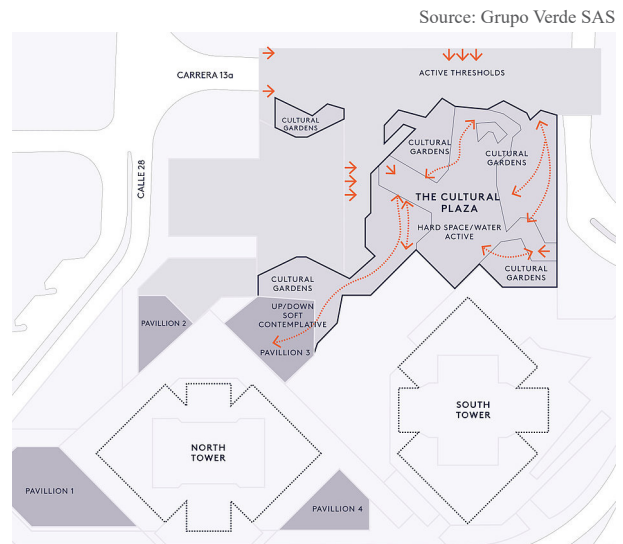 Source: Grupo Verde SAS
CARRERA 13a
ACTIVE THRESHOLDS
CULTURAL
GARDENS
CULTURAL
GARDENS
CULTURAL
GARDENS
CALLE 28
THE CULTURAL
PLAZA
HARD SPACE/WATER
ACTIVE
CULTURAL
GARDENS
CULTURAL
GARDENS
UP/DOWN
SOFT
CONTEMPLATIVE
PAVILLION 2
PAVILLION 3
SOUTH
TOWER
NORTH
TOWER
PAVILLION 1
PAVILLION 4